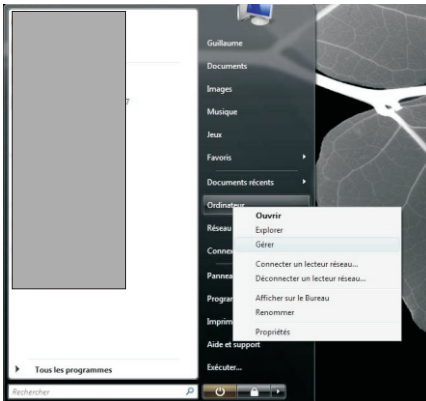 Guillaume
Documents
Images
7
Musique
Jeux
Favoris
Documents récents
Ordinateur
Ouvrir
Réseau
Explorer
Gérer
Connecter un lecteur réseau...
Déconnecter un lecteur réseau...
Afficher sur le Bureau
Renommer
Propriétés
Aide et support
Tous les programmes
Exécuter...
Rechercher